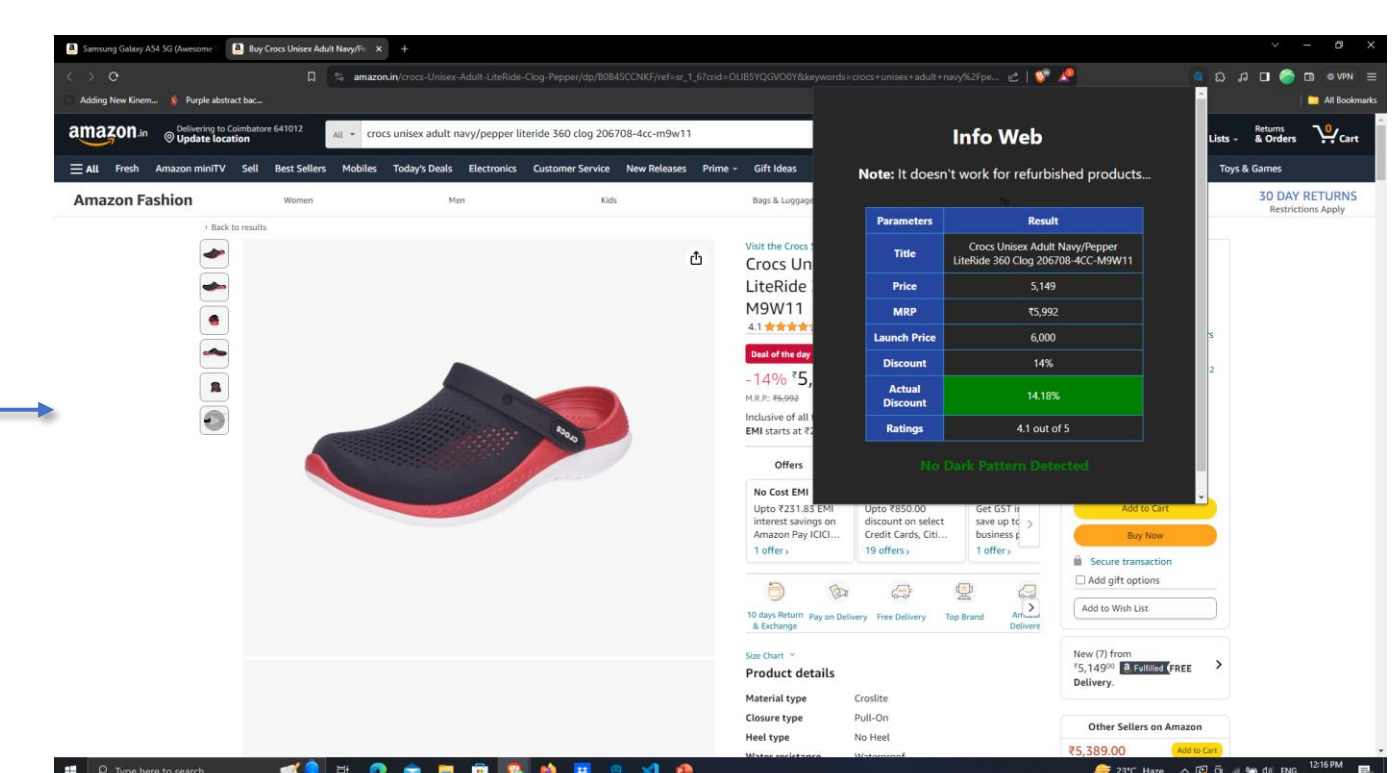 Samsung Galaxy A54 5G (Awesome
Buy Crocs Unisex Adult Navy/Pe
amazon.in/crocs-Unisex-Adult-LiteRide-Clog-Pepper/dp/B0B4SCCNKF/ref=sr_1_6?crid=OLIB5YQGVO0Y&keywords=crocs+unisex+adult+navy%2Fpe...
VPN
Adding New Kinem...
Purple abstract bac...
All Bookmarks
amazon.in
Delivering to Coimbatore 641012
Update location
All
crocs unisex adult navy/pepper literide 360 clog 206708-4cc-m9w11
Lists
Returns
& Orders
0
Cart
All Fresh Amazon miniTV Sell Best Sellers Mobiles Today's Deals Electronics Customer Service New Releases Prime Gift Ideas
Toys & Games
Amazon Fashion
Women
Men
Kids
Bags & Luggage
30 DAY RETURNS
Restrictions Apply
‹ Back to results
Info Web
Note: It doesn't work for refurbished products...
Parameters Result
Title Crocs Unisex Adult Navy/Pepper
LiteRide 360 Clog 206708-4CC-M9W11
Price 5,149
MRP ₹5,992
Launch Price 6,000
Discount 14%
Actual
Discount 14.18%
Ratings 4.1 out of 5
No Dark Pattern Detected
Visit the Crocs
Crocs Un
LiteRide
M9W11
4.1
Deal of the day
-14% ₹5,
M.R.P.: ₹5,992
Inclusive of all
EMI starts at
Offers
No Cost EMI
Upto ₹231.83 EMI
interest savings on
Amazon Pay ICICI...
1 offer ›
Upto ₹850.00
discount on select
Credit Cards, Citi...
19 offers ›
Get GST
save up to
business
1 offer ›
10 days Return
& Exchange
Pay on Delivery
Free Delivery
Top Brand
Delivere
Size Chart
Product details
Material type Croslite
Closure type Pull-On
Heel type No Heel
Water resistance Waterproof
Add to Cart
Buy Now
Secure transaction
Add gift options
Add to Wish List
New (7) from
₹5,149⁰⁰ Fulfilled FREE
Delivery.
Other Sellers on Amazon
₹5,389.00
Add to Cart
Type here to search
23°C Haze
ENG
12:16 PM
crocs